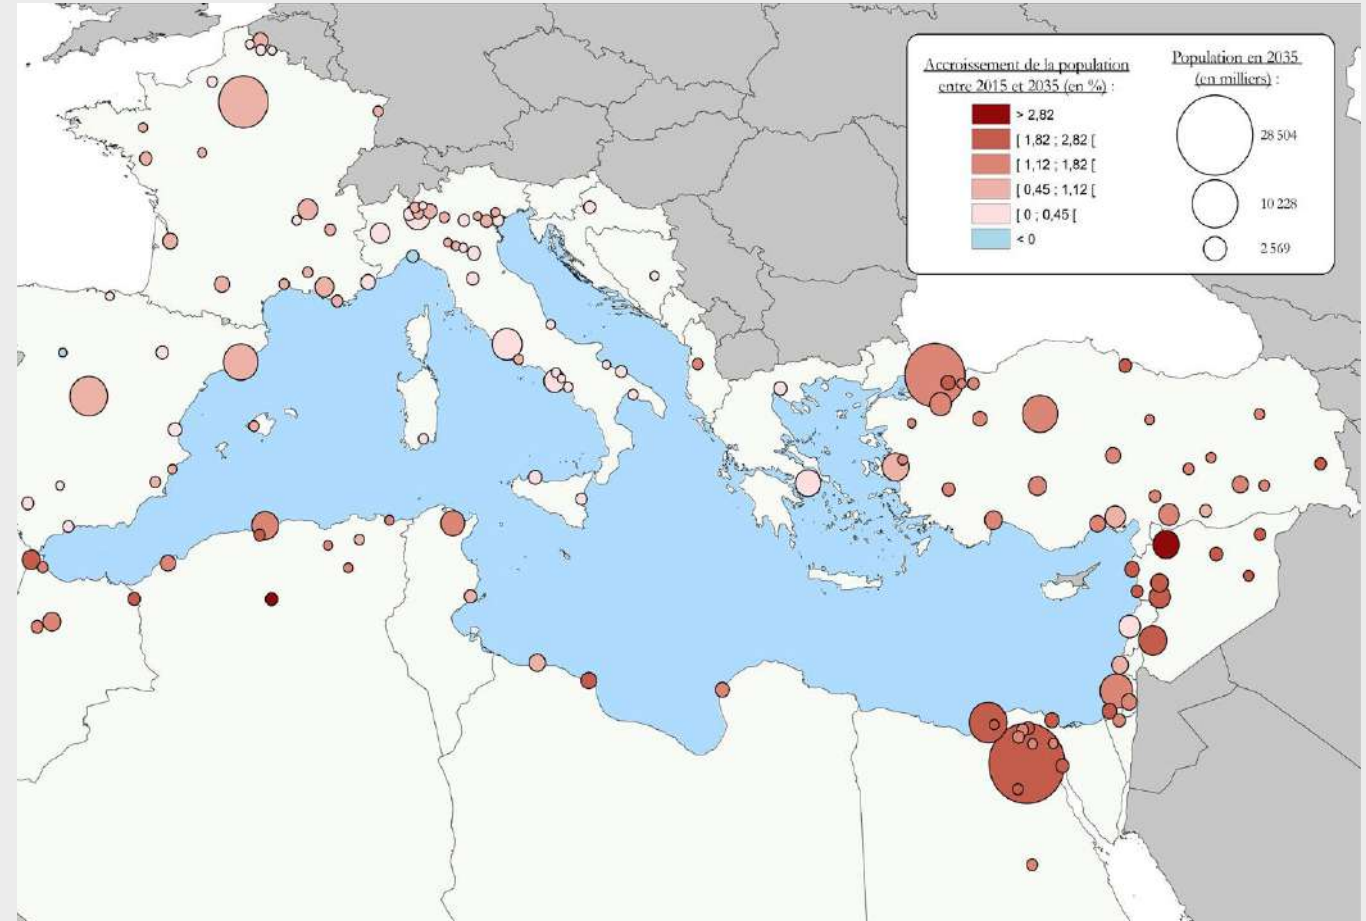 Accroissement de la population
entre 2015 et 2035 (en %) :
> 2,82
[ 1,82 ; 2,82 [
[ 1,12 ; 1,82 [
[ 0,45 ; 1,12 [
[ 0 ; 0,45 [
< 0
Population en 2035
(en milliers) :
28 504
10 228
2 569